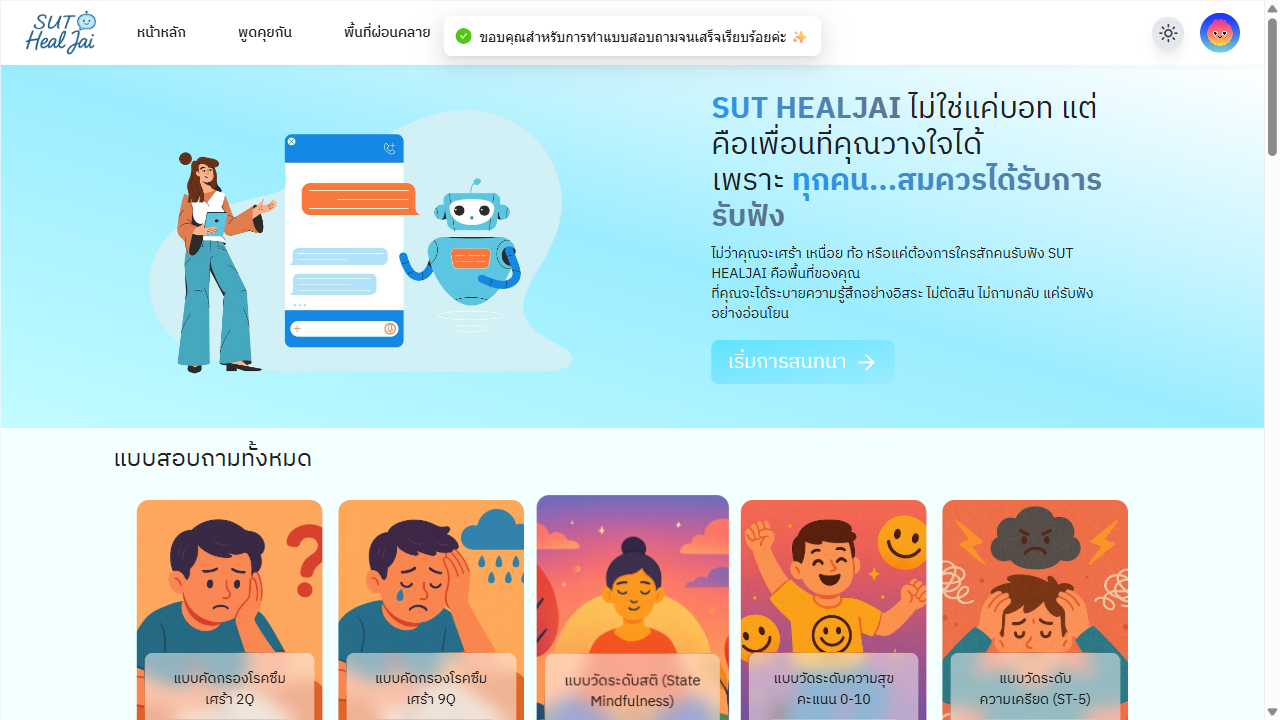 SUT
Heal Jai
หน้าหลัก
พูดคุยกัน
พื้นที่ผ่อนคลาย
ขอบคุณสำหรับการทำแบบสอบถามจนเสร็จเรียบร้อยค่ะ ✨
SUT HEALJAI ไม่ใช่แค่บอท แต่
คือเพื่อนที่คุณวางใจได้
เพราะ ทุกคน...สมควรได้รับการ
รับฟัง
ไม่ว่าคุณจะเศร้า เหนื่อย ท้อ หรือแค่ต้องการใครสักคนรับฟัง SUT
HEALJAI คือพื้นที่ของคุณ
ที่คุณจะได้ระบายความรู้สึกอย่างอิสระ ไม่ตัดสิน ไม่ถามกลับ แค่รับฟัง
อย่างอ่อนโยน
เริ่มการสนทนา →
แบบสอบถามทั้งหมด
แบบคัดกรองโรคซึม
เศร้า 2Q
แบบคัดกรองโรคซึม
เศร้า 9Q
แบบวัดระดับสติ (State
Mindfulness)
แบบวัดระดับความสุข
คะแนน 0-10
แบบวัดระดับ
ความเครียด (ST-5)